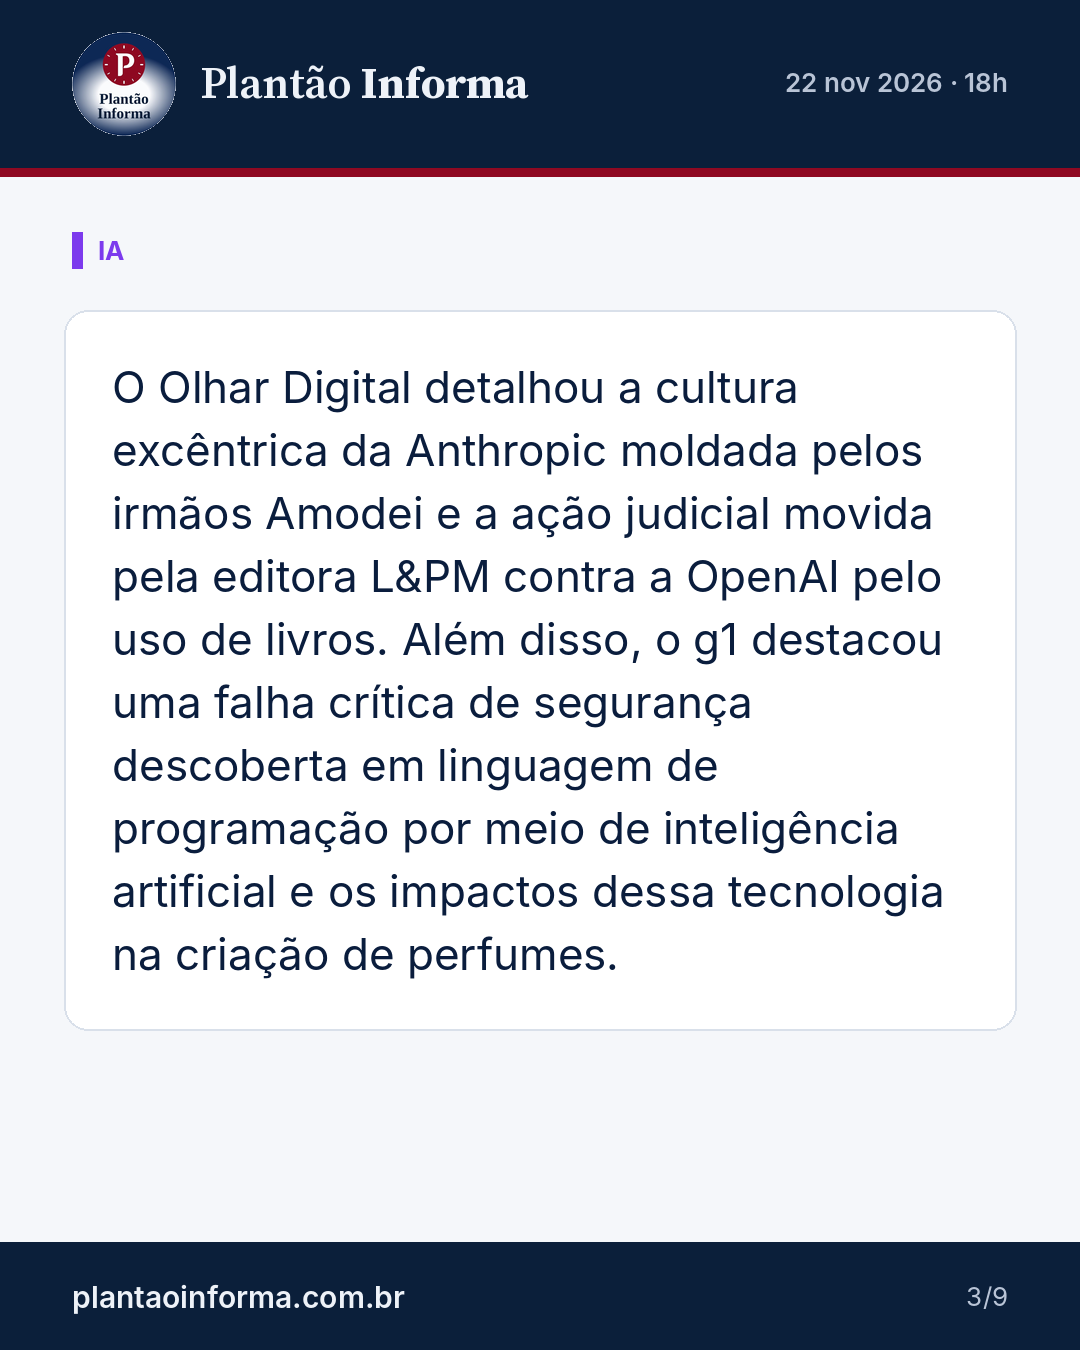 P
Plantão
Informa
Plantão Informa
22 nov 2026 · 18h
IA
O Olhar Digital detalhou a cultura
excêntrica da Anthropic moldada pelos
irmãos Amodei e a ação judicial movida
pela editora L&PM contra a OpenAI pelo
uso de livros. Além disso, o g1 destacou
uma falha crítica de segurança
descoberta em linguagem de
programação por meio de inteligência
artificial e os impactos dessa tecnologia
na criação de perfumes.
plantaoinforma.com.br
3/9